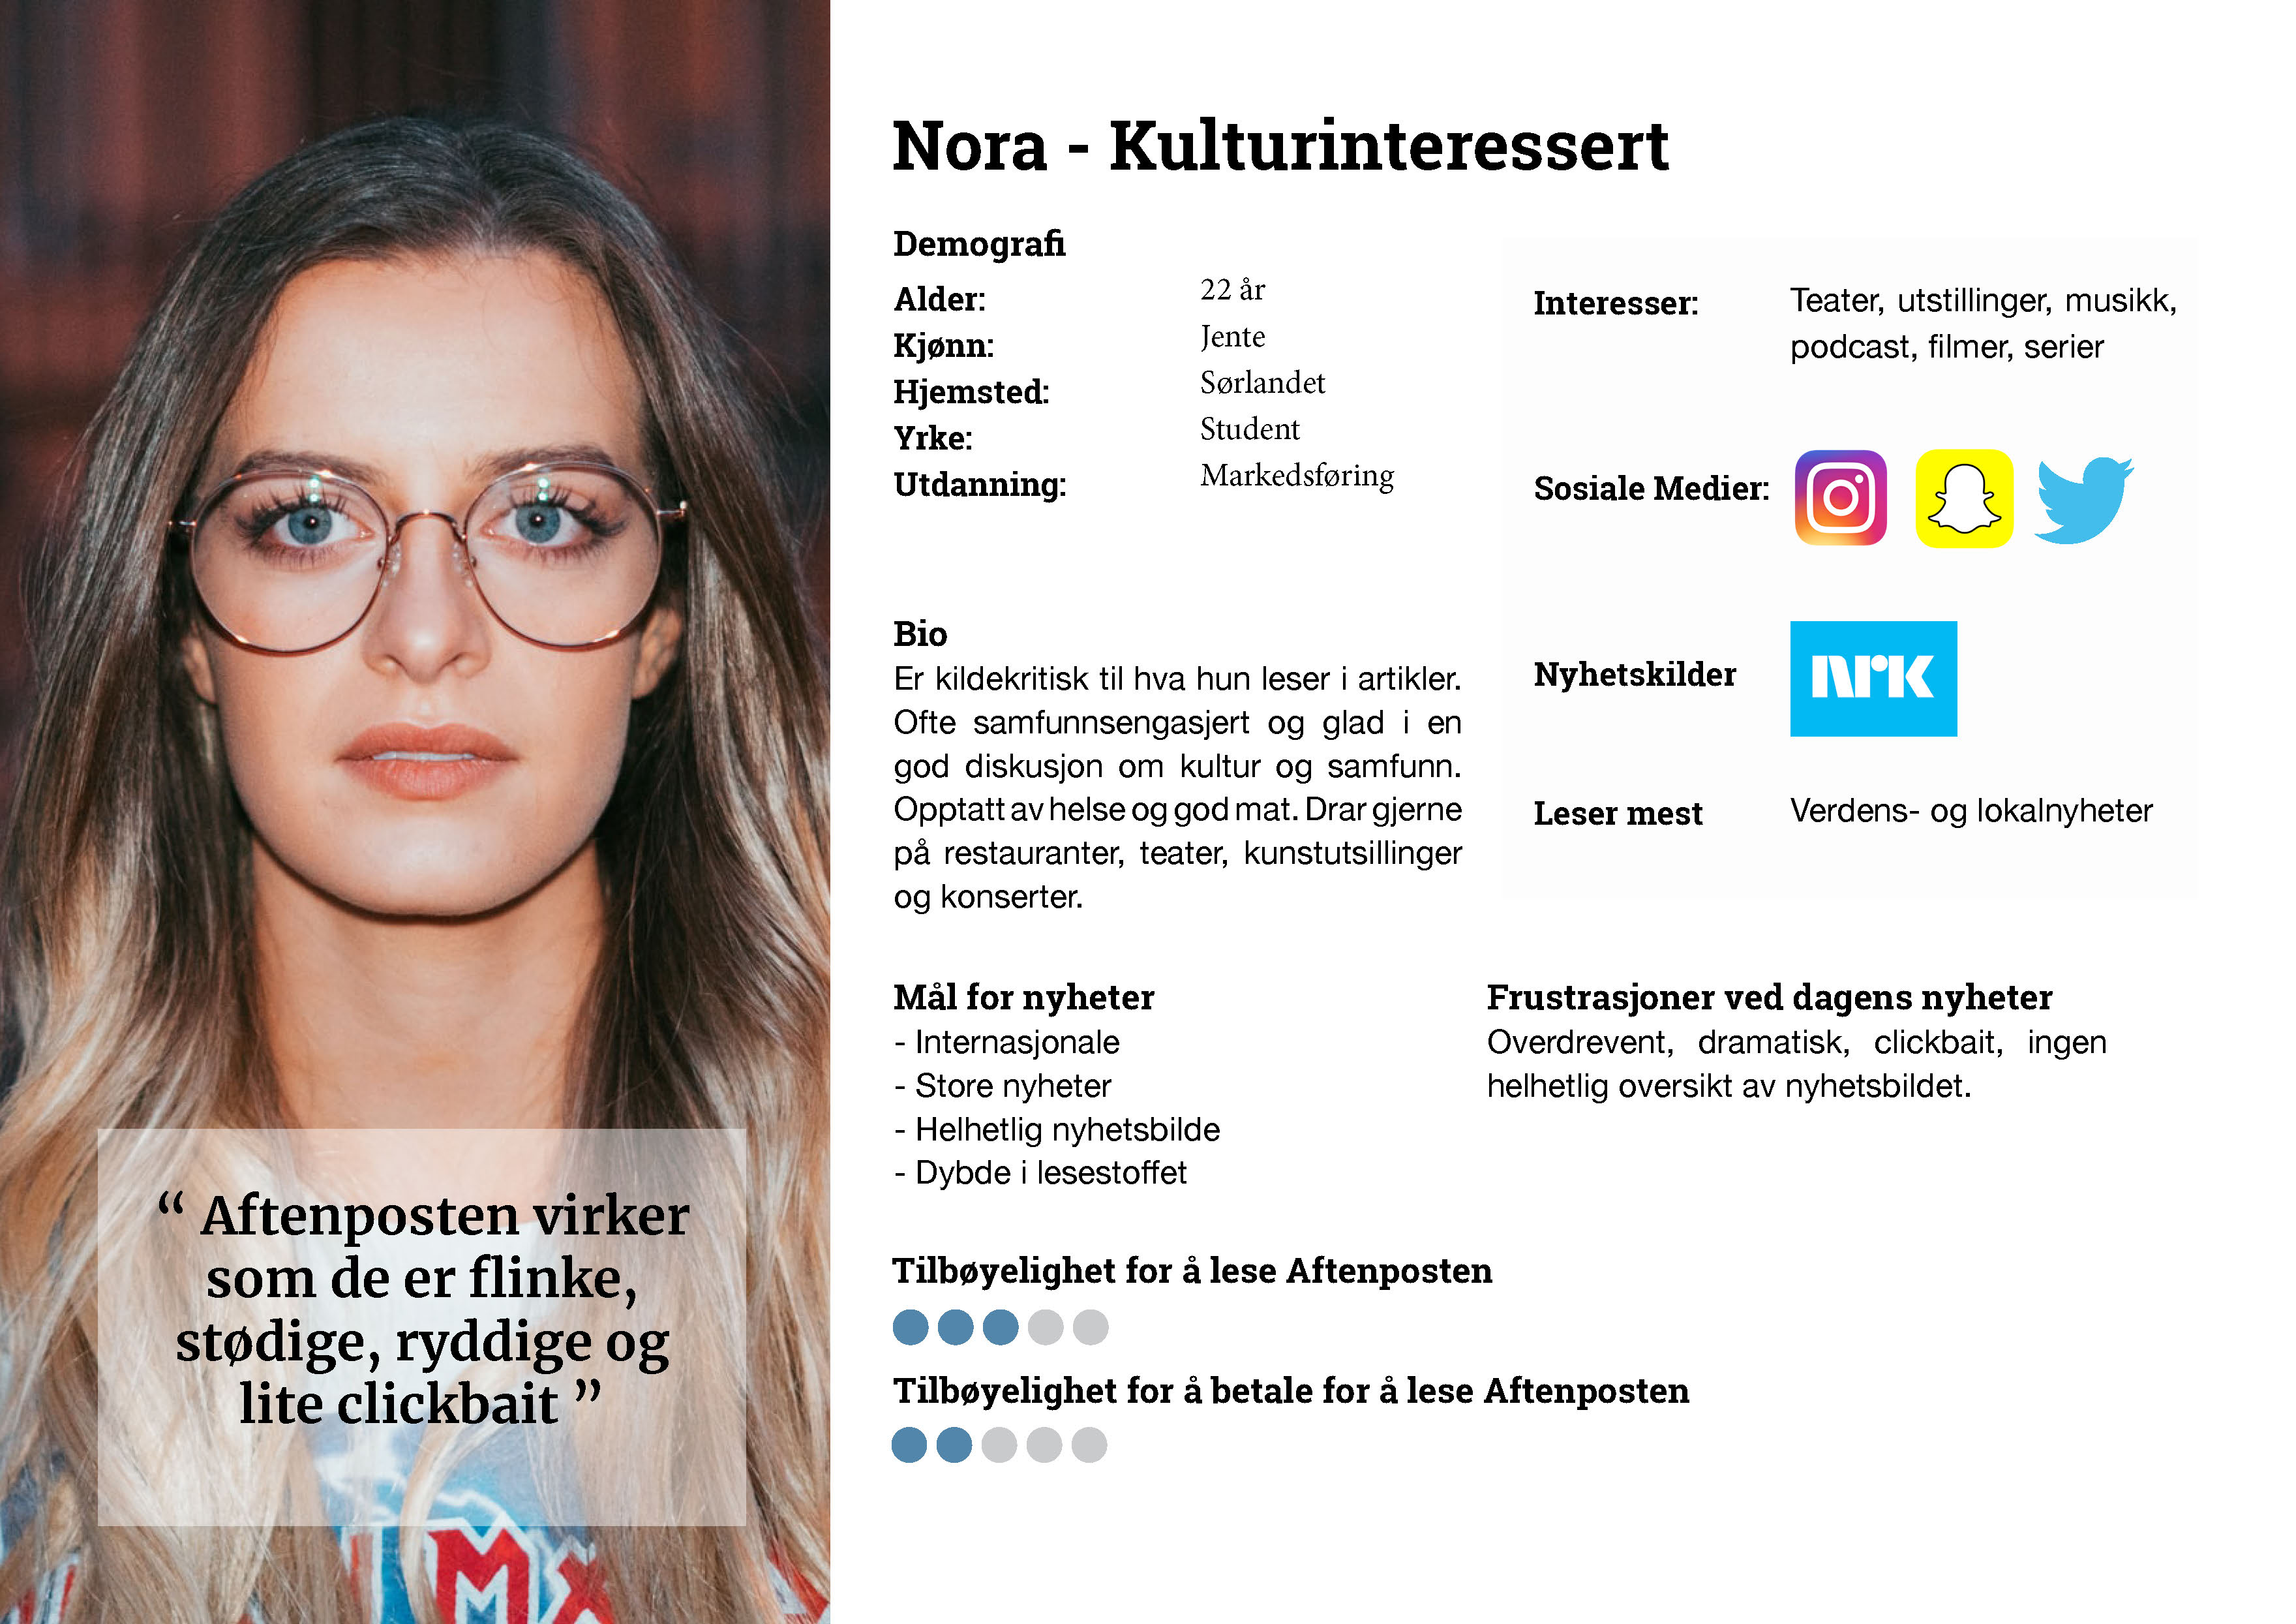 Nora - Kulturinteressert
Demografi
Alder: 22 år
Kjønn: Jente
Hjemsted: Sørlandet
Yrke: Student
Utdanning: Markedsføring
Interesser: Teater, utstillinger, musikk,
podcast, filmer, serier
Sosiale Medier:
Nyhetskilder
NRK
Leser mest Verdens- og lokalnyheter
Bio
Er kildekritisk til hva hun leser i artikler.
Ofte samfunnsengasjert og glad i en
god diskusjon om kultur og samfunn.
Opptatt av helse og god mat. Drar gjerne
på restauranter, teater, kunstutsillinger
og konserter.
Mål for nyheter
- Internasjonale
- Store nyheter
- Helhetlig nyhetsbilde
- Dybde i lesestoffet
Frustrasjoner ved dagens nyheter
Overdrevent, dramatisk, clickbait, ingen
helhetlig oversikt av nyhetsbildet.
Tilbøyelighet for å lese Aftenposten
Tilbøyelighet for å betale for å lese Aftenposten
“ Aftenposten virker
som de er flinke,
stødige, ryddige og
lite clickbait ”